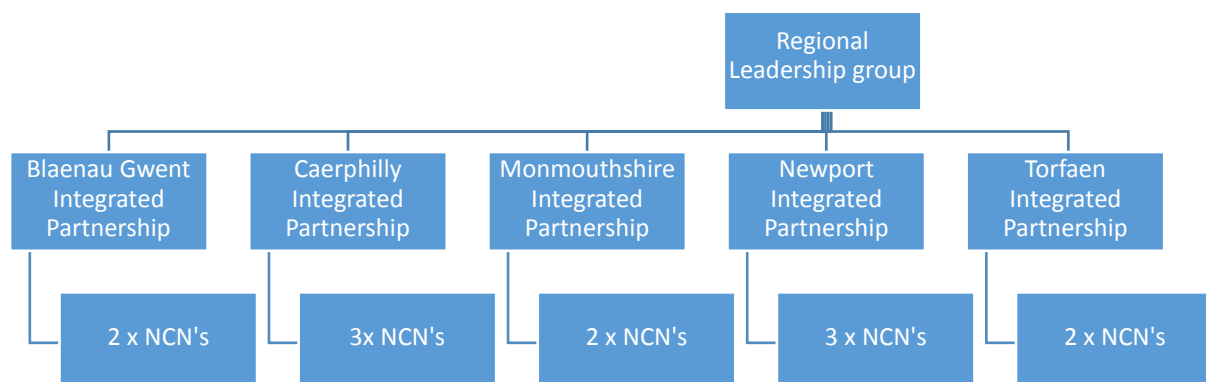 Regional
Leadership group
Blaenau Gwent
Integrated
Partnership
Caerphilly
Integrated
Partnership
Monmouthshire
Integrated
Partnership
Newport
Integrated
Partnership
Torfaen
Integrated
Partnership
2 x NCN's
3x NCN's
2 x NCN's
3 x NCN's
2 x NCN's